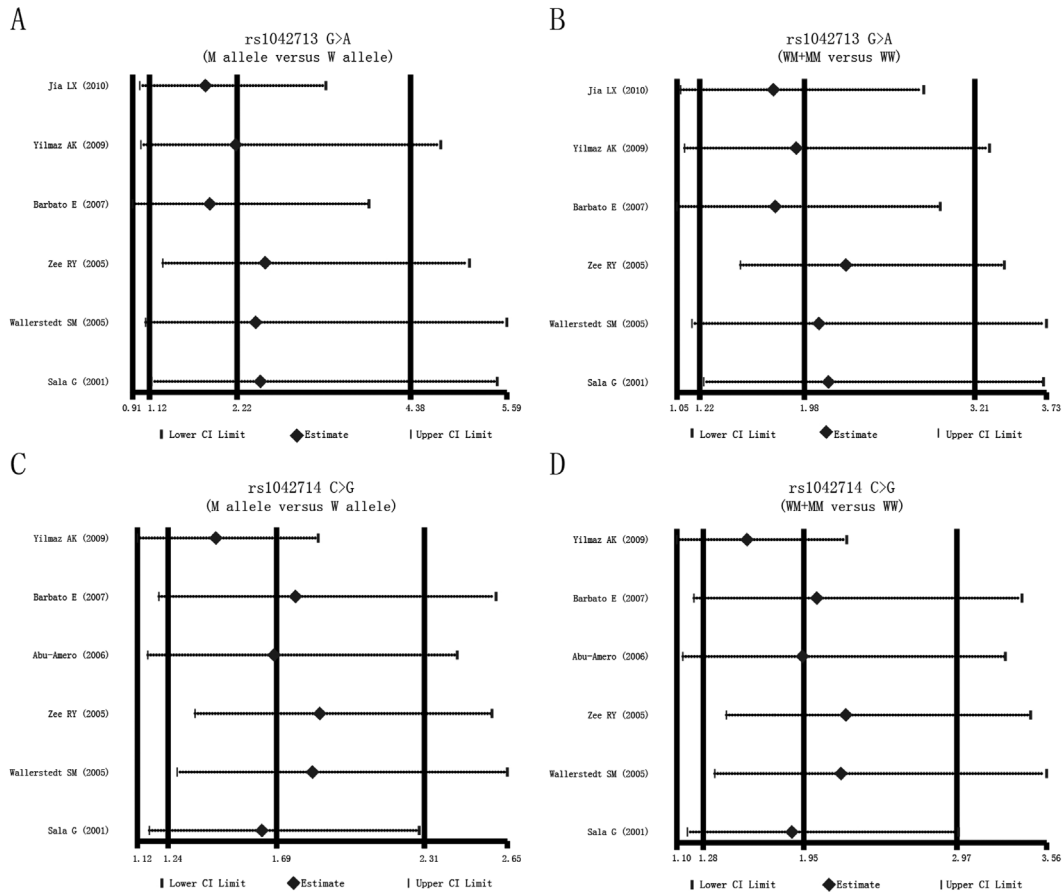 A
rs1042713 G>A
(M allele versus W allele)
Jia LX (2010)
Yilmaz AK (2009)
Barbato E (2007)
Zee RY (2005)
Wallerstedt SM (2005)
Sala G (2001)
0.91 1.12 2.22 4.38 5.59
Lower CI Limit Estimate Upper CI Limit
B
rs1042713 G>A
(WM+MM versus WW)
Jia LX (2010)
Yilmaz AK (2009)
Barbato E (2007)
Zee RY (2005)
Wallerstedt SM (2005)
Sala G (2001)
1.05 1.22 1.98 3.21 3.73
Lower CI Limit Estimate Upper CI Limit
C
rs1042714 C>G
(M allele versus W allele)
Yilmaz AK (2009)
Barbato E (2007)
Abu-Amero (2006)
Zee RY (2005)
Wallerstedt SM (2005)
Sala G (2001)
1.12 1.24 1.69 2.31 2.65
Lower CI Limit Estimate Upper CI Limit
D
rs1042714 C>G
(WM+MM versus WW)
Yilmaz AK (2009)
Barbato E (2007)
Abu-Amero (2006)
Zee RY (2005)
Wallerstedt SM (2005)
Sala G (2001)
1.10 1.28 1.95 2.97 3.56
Lower CI Limit Estimate Upper CI Limit